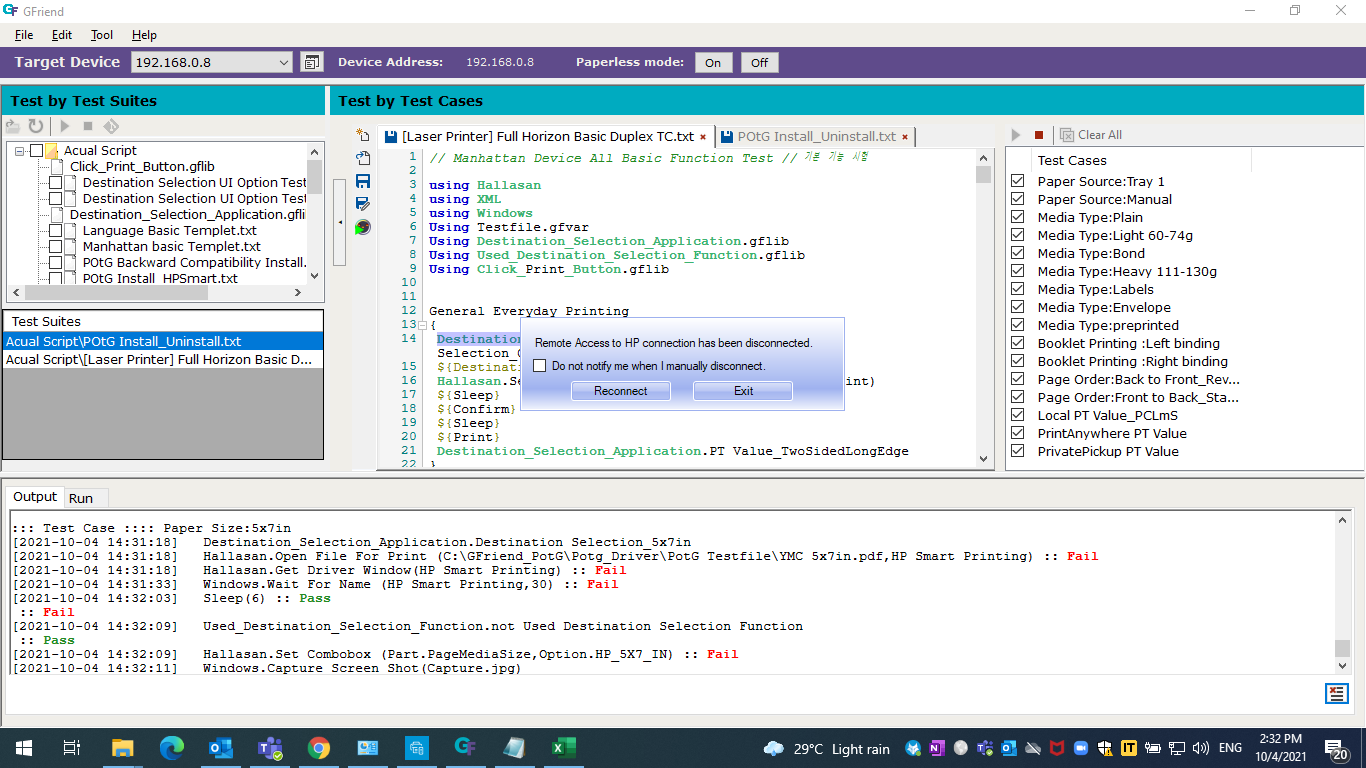 GFriend
File Edit Tool Help
Target Device 192.168.0.8 Device Address: 192.168.0.8 Paperless mode: On Off
Test by Test Suites
Test by Test Cases
Acual Script
Click_Print_Button.gflib
Destination Selection UI Option Test
Destination Selection UI Option Test
Destination_Selection_Application.gfli
Language Basic Templet.txt
Manhattan basic Templet.txt
POtG Backward Compatibility Install.
POtG Install_HPSmart.txt
Test Suites
Acual Script\POtG Install_Uninstall.txt
Acual Script\[Laser Printer] Full Horizon Basic D...
[Laser Printer] Full Horizon Basic Duplex TC.txt × POtG Install_Uninstall.txt ×
1 // Manhattan Device All Basic Function Test // 기본 기능 시험
2
3 using Hallasan
4 using XML
5 using Windows
6 Using Testfile.gfvar
7 Using Destination_Selection_Application.gflib
8 Using Used_Destination_Selection_Function.gflib
9 Using Click_Print_Button.gflib
10
11
12 General Everyday Printing
13 {
14 Destination
Selection_
15 ${Destinati
16 Hallasan.Se int)
17 ${Sleep}
18 ${Confirm}
19 ${Sleep}
20 ${Print}
21 Destination_Selection_Application.PT Value_TwoSidedLongEdge
22 }
Remote Access to HP connection has been disconnected.
Do not notify me when I manually disconnect.
Reconnect Exit
Clear All
Test Cases
Paper Source:Tray 1
Paper Source:Manual
Media Type:Plain
Media Type:Light 60-74g
Media Type:Bond
Media Type:Heavy 111-130g
Media Type:Labels
Media Type:Envelope
Media Type:preprinted
Booklet Printing :Left binding
Booklet Printing :Right binding
Page Order:Back to Front_Rev...
Page Order:Front to Back_Sta...
Local PT Value_PCLmS
PrintAnywhere PT Value
PrivatePickup PT Value
Output Run
::: Test Case :::: Paper Size:5x7in
[2021-10-04 14:31:18] Destination_Selection_Application.Destination Selection_5x7in
[2021-10-04 14:31:18] Hallasan.Open File For Print (C:\GFriend_PotG\Potg_Driver\PotG Testfile\YMC 5x7in.pdf,HP Smart Printing) :: Fail
[2021-10-04 14:31:18] Hallasan.Get Driver Window(HP Smart Printing) :: Fail
[2021-10-04 14:31:33] Windows.Wait For Name (HP Smart Printing,30) :: Fail
[2021-10-04 14:32:03] Sleep(6) :: Pass
:: Fail
[2021-10-04 14:32:09] Used_Destination_Selection_Function.not Used Destination Selection Function
:: Pass
[2021-10-04 14:32:09] Hallasan.Set Combobox (Part.PageMediaSize,Option.HP_5X7_IN) :: Fail
[2021-10-04 14:32:11] Windows.Capture Screen Shot(Capture.jpg)
29°C Light rain ENG 2:32 PM
10/4/2021
20